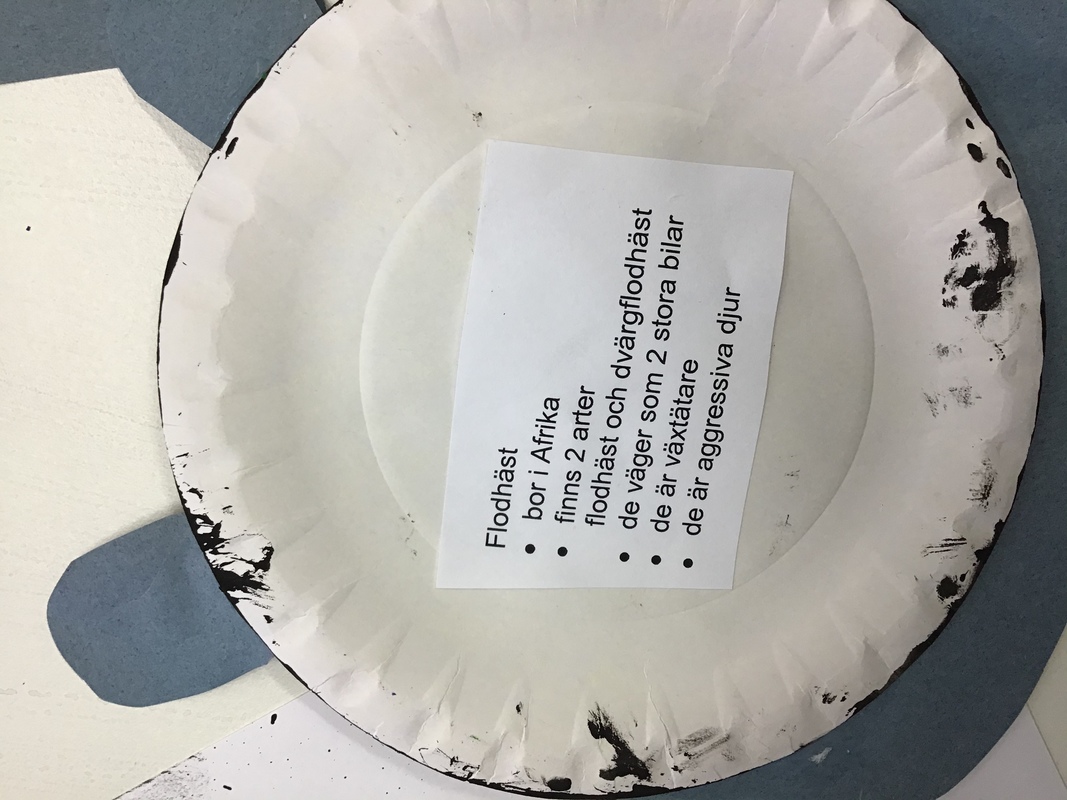 Flodhäst
• bor i Afrika
• finns 2 arter
flodhäst och dvärgflodhäst
• de väger som 2 stora bilar
• de är växtätare
• de är aggressiva djur